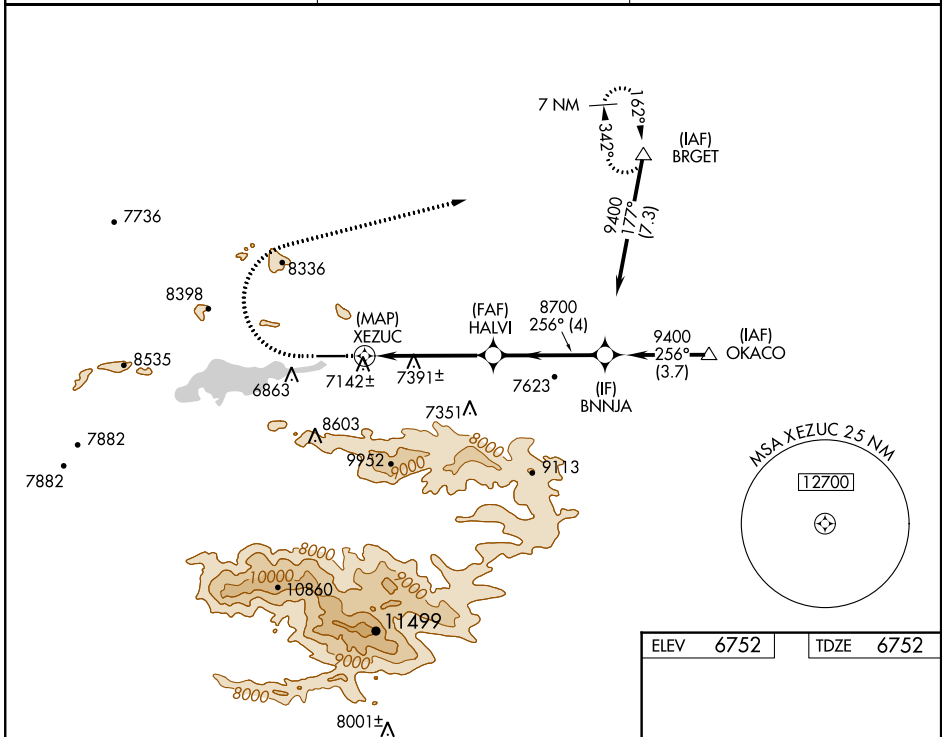 7 NM
162°
342°
(IAF)
BRGET
9400
177°
(7.3)
7736
8336
8398
(MAP)
XEZUC
(FAF)
HALVI
8700
256° (4)
9400
256°
(3.7)
(IAF)
OKACO
8535
6863
7142±
7391±
7623
(IF)
BNNJA
7351
8603
8000
7882
7882
9952
9000
9113
MSA XEZUC 25 NM
12700
8000
10000
10860
9000
11499
9000
8000
8001±
ELEV 6752
TDZE 6752